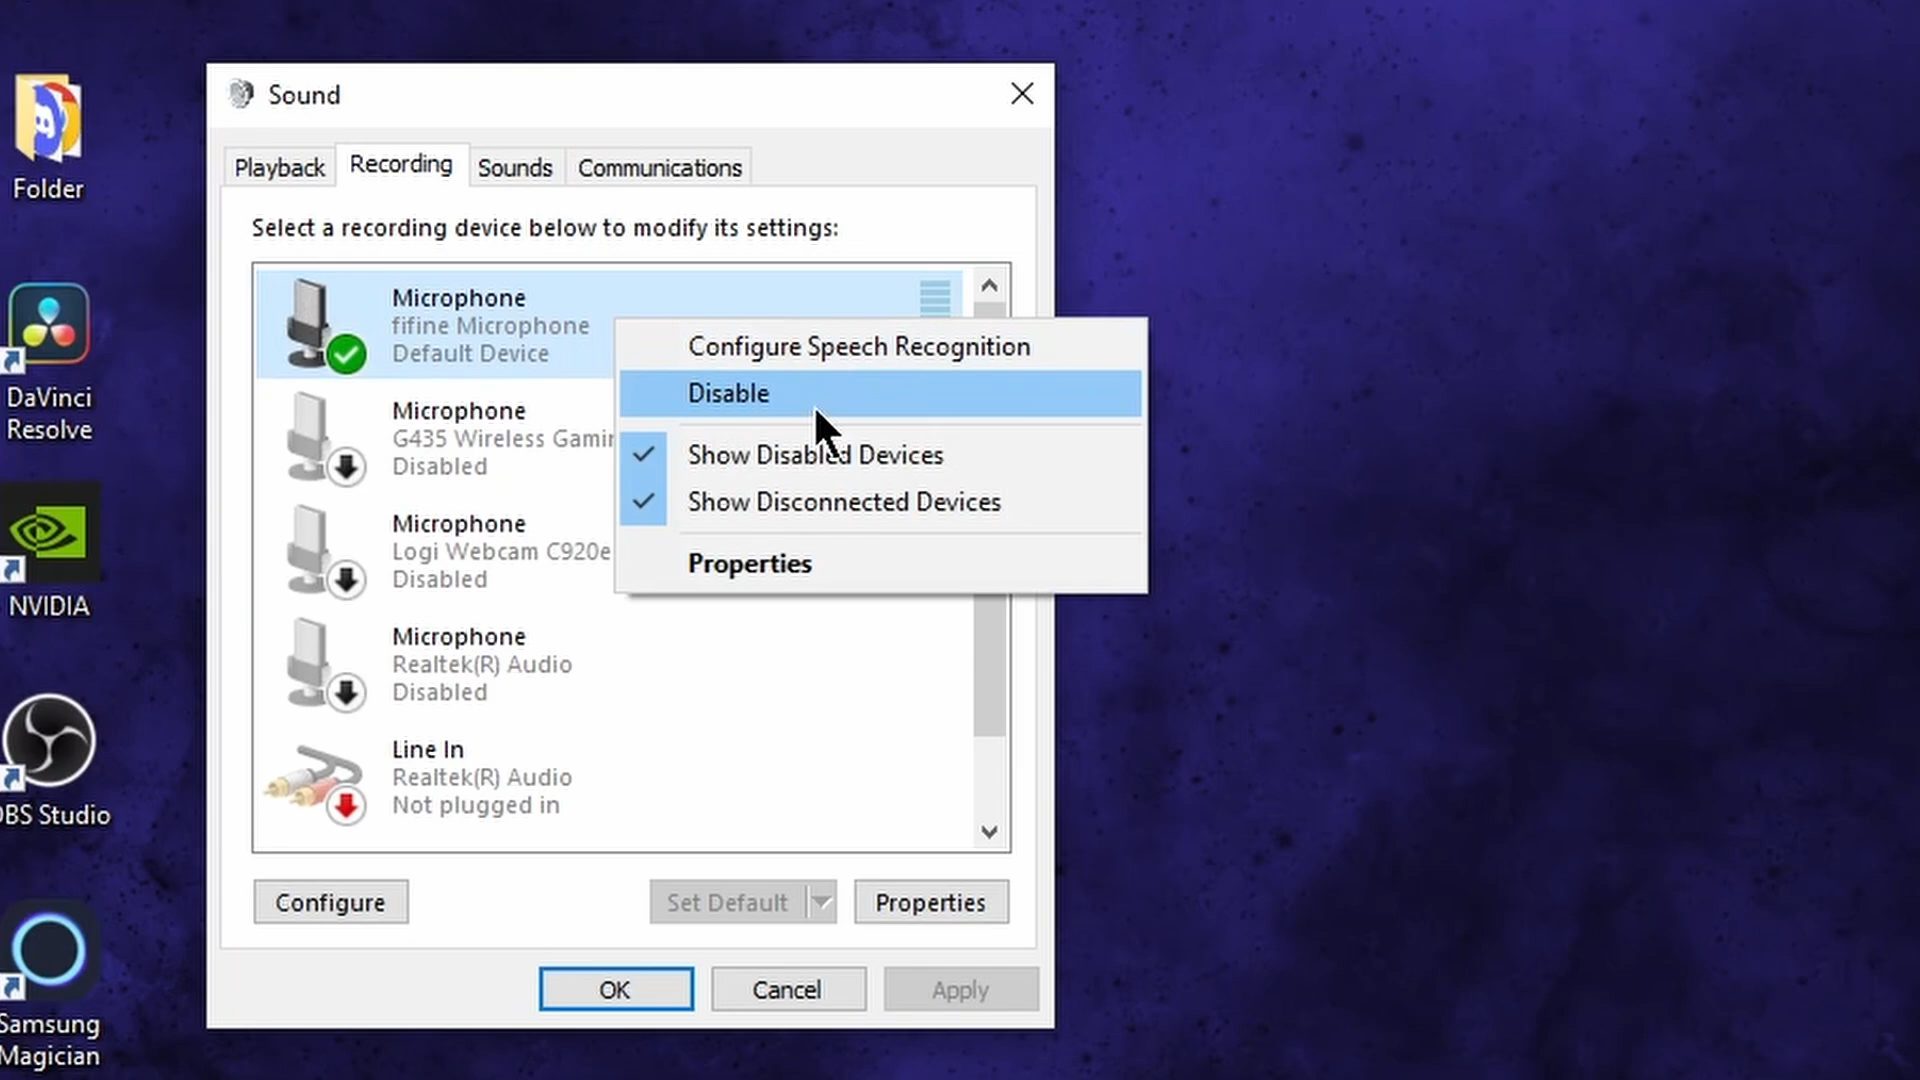 Folder
DaVinci
Resolve
NVIDIA
OBS Studio
Samsung
Magician
Sound
Playback
Recording
Sounds
Communications
Select a recording device below to modify its settings:
Microphone
fifine Microphone
Default Device
Microphone
G435 Wireless Gamin
Disabled
Microphone
Logi Webcam C920e
Disabled
Microphone
Realtek(R) Audio
Disabled
Line In
Realtek(R) Audio
Not plugged in
Configure Speech Recognition
Disable
Show Disabled Devices
Show Disconnected Devices
Properties
Configure
Set Default
Properties
OK
Cancel
Apply